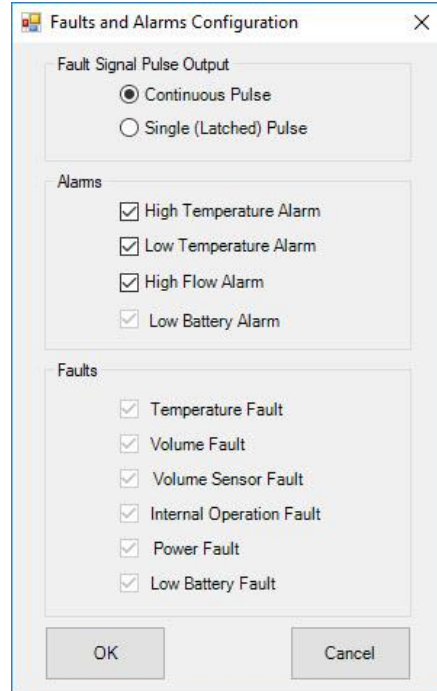 Faults and Alarms Configuration
Fault Signal Pulse Output
Continuous Pulse
Single (Latched) Pulse
Alarms
High Temperature Alarm
Low Temperature Alarm
High Flow Alarm
Low Battery Alarm
Faults
Temperature Fault
Volume Fault
Volume Sensor Fault
Internal Operation Fault
Power Fault
Low Battery Fault
OK
Cancel